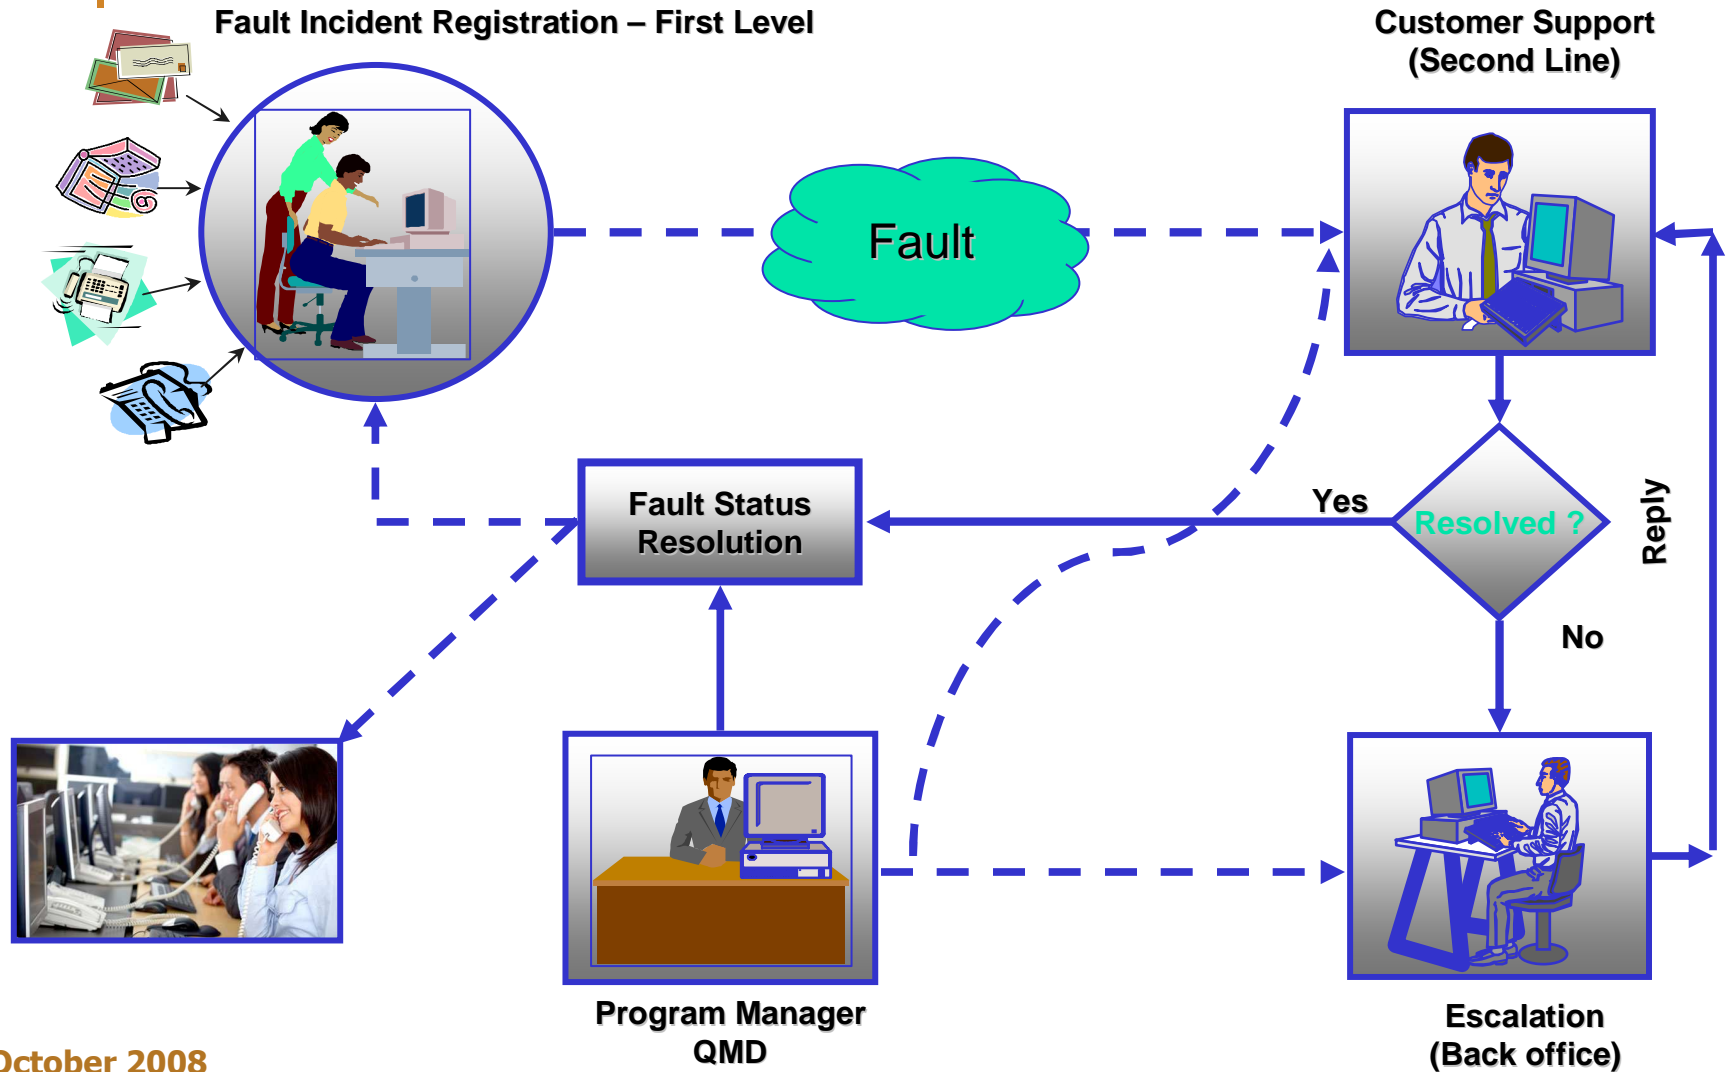 Fault Incident Registration – First Level
Customer Support
(Second Line)
Fault
Fault Status
Resolution
Yes
Resolved ?
Reply
No
Program Manager
QMD
Escalation
(Back office)
October 2008